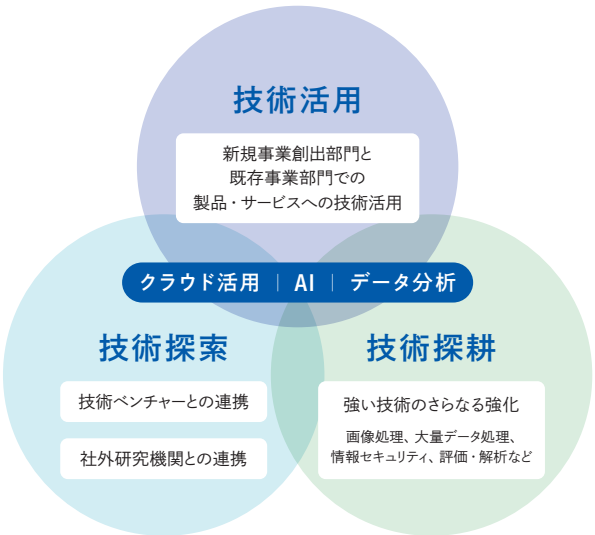 技術活用
新規事業創出部門と
既存事業部門での
製品・サービスへの技術活用
クラウド活用 | AI | データ分析
技術探索
技術ベンチャーとの連携
社外研究機関との連携
技術探耕
強い技術のさらなる強化
画像処理、大量データ処理、
情報セキュリティ、評価・解析など